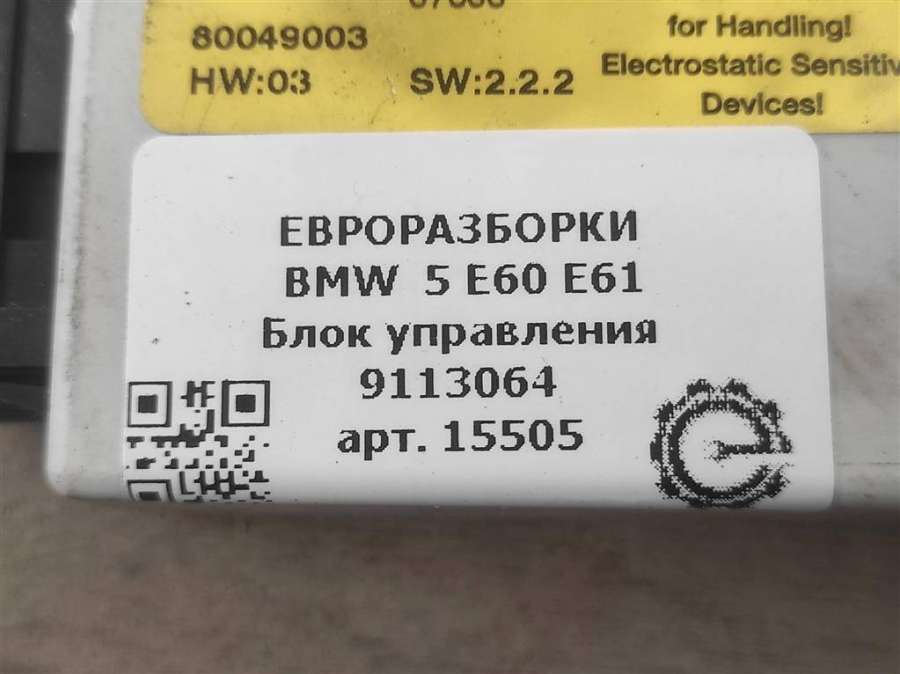 80049003
HW:03 SW:2.2.2
for Handling!
Electrostatic Sensitiv
Devices!
ЕВРОРАЗБОРКИ
BMW 5 E60 E61
Блок управления
9113064
арт. 15505